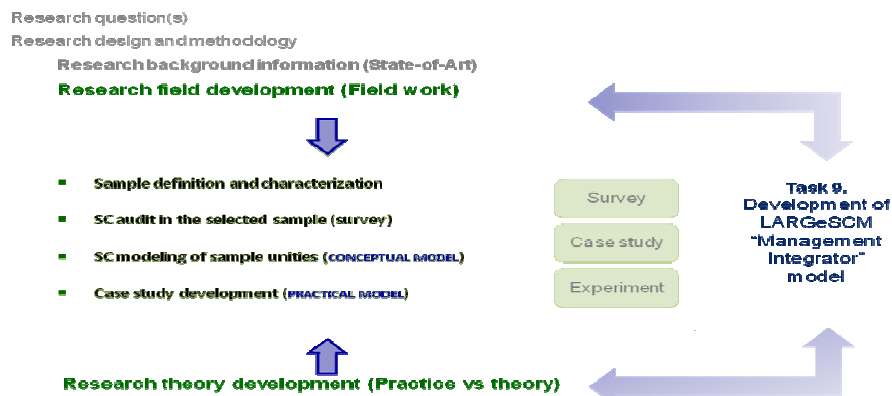 Research question(s)
Research design and methodology
Research background information (State-of-Art)
Research field development (Field work)
▪ Sample definition and characterization
▪ SC audit in the selected sample (survey)
▪ SC modeling of sample unities (CONCEPTUAL MODEL)
▪ Case study development (PRACTICAL MODEL)
Survey
Case study
Experiment
Task 9.
Development of
LARGeSCM
“Management
Integrator”
model
Research theory development (Practice vs theory)